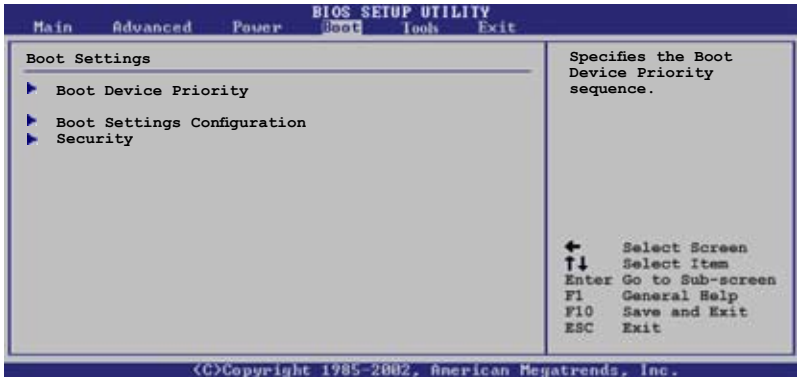 BIOS SETUP UTILITY
Main Advanced Power Boot Tools Exit
Boot Settings
Boot Device Priority
Boot Settings Configuration
Security
Specifies the Boot
Device Priority
sequence.
← Select Screen
↑↓ Select Item
Enter Go to Sub-screen
F1 General Help
F10 Save and Exit
ESC Exit
(C)Copyright 1985-2002, American Megatrends, Inc.